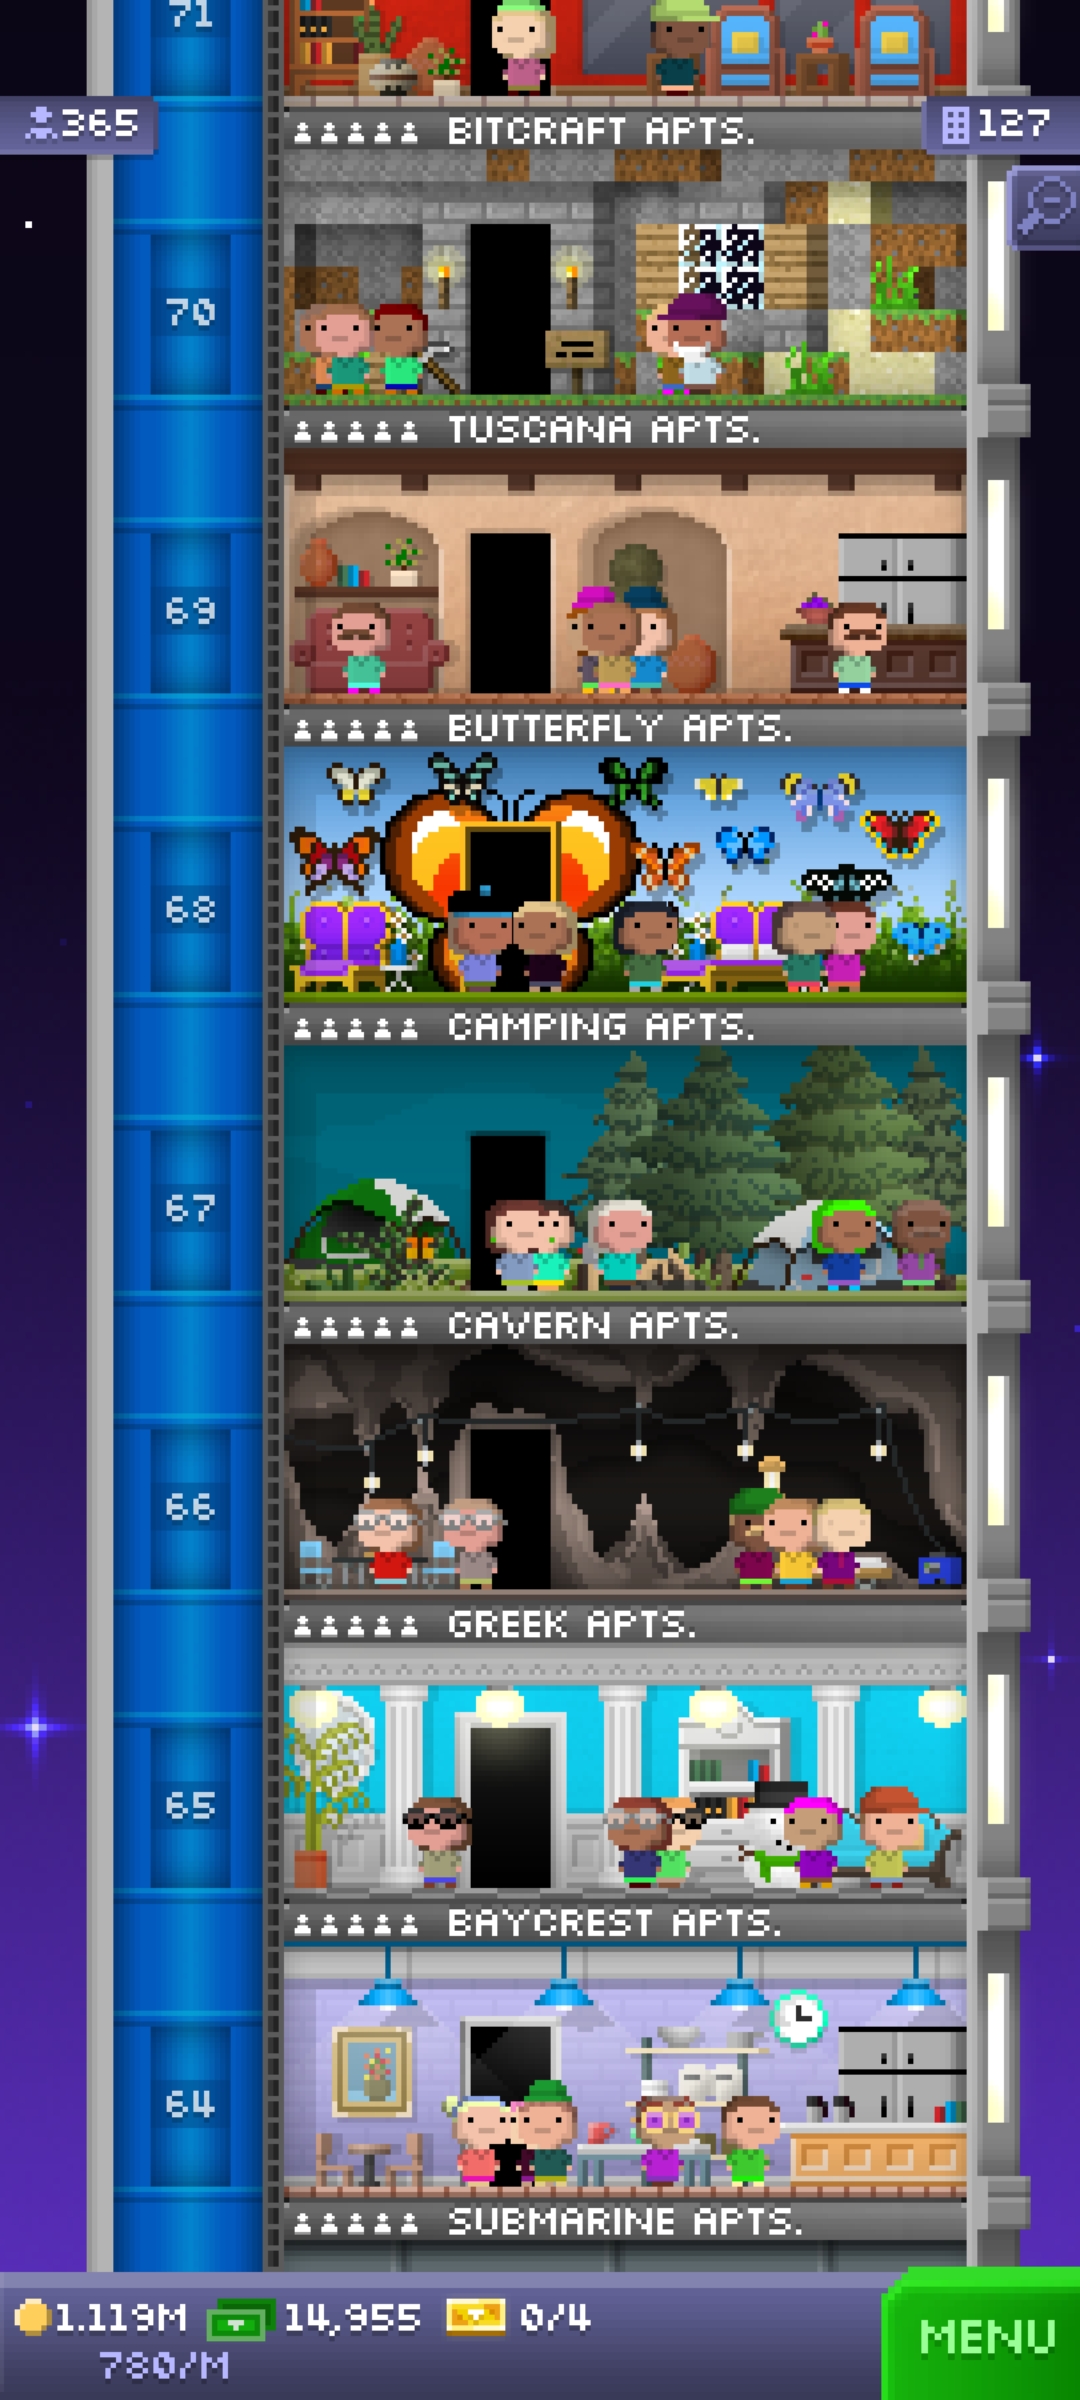 71
365
BITCRAFT APTS.
127
70
TUSCANA APTS.
69
BUTTERFLY APTS.
68
CAMPING APTS.
67
CAVERN APTS.
66
GREEK APTS.
65
BAYCREST APTS.
64
SUBMARINE APTS.
1.119M 14,955 0/4
780/M
MENU